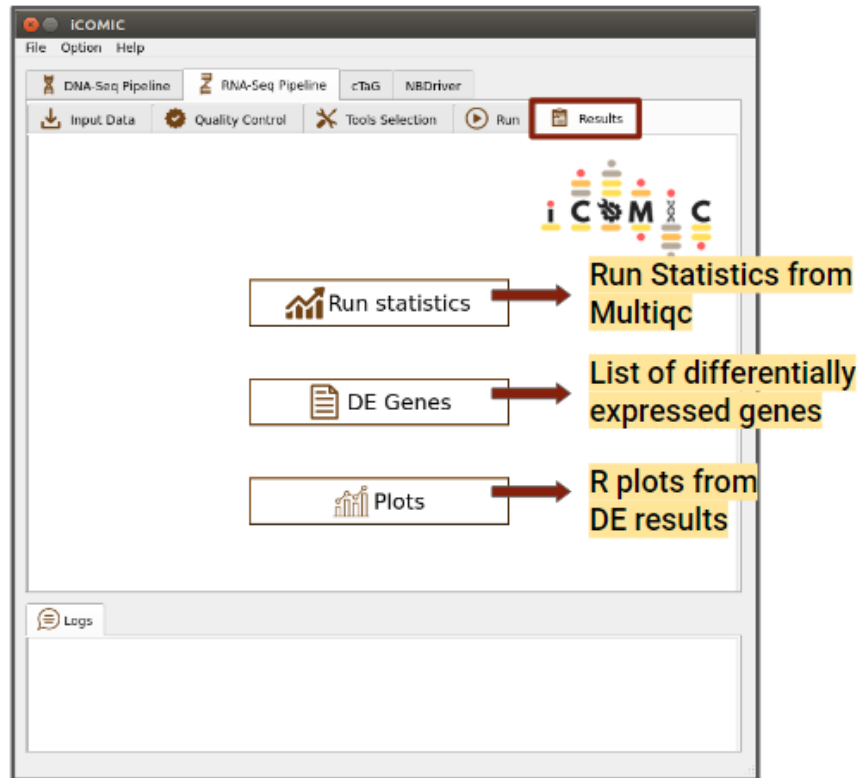 iCOMIC
File Option Help
DNA-Seq Pipeline RNA-Seq Pipeline cTaG NBDriver
Input Data Quality Control Tools Selection Run Results
iCOMIC
Run statistics
Run Statistics from
Multiqc
DE Genes
List of differentially
expressed genes
Plots
R plots from
DE results
Logs